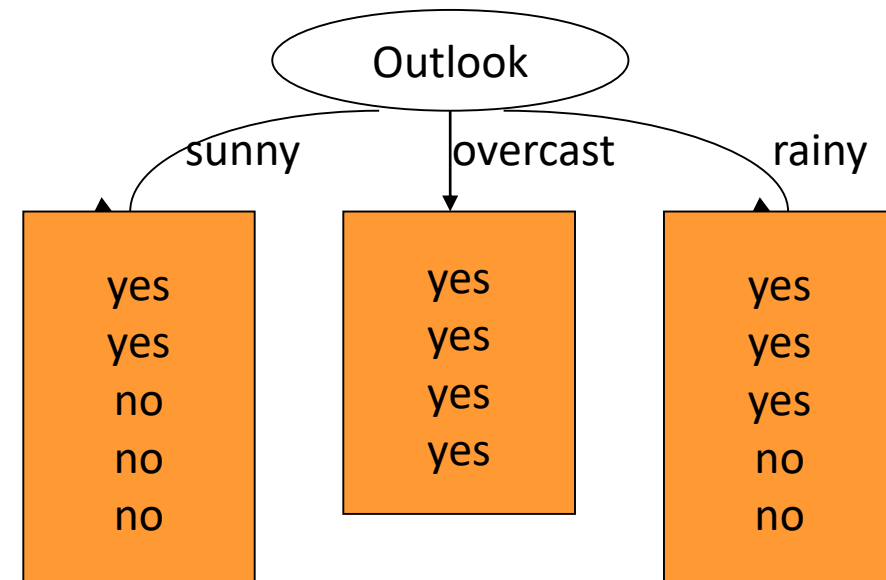 Outlook
sunny
overcast
rainy
yes
yes
no
no
no
yes
yes
yes
yes
yes
yes
yes
no
no